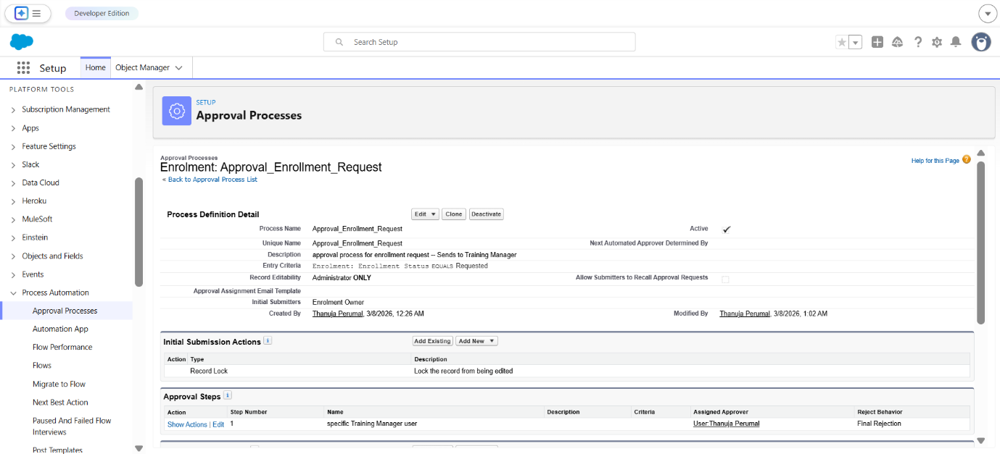 Developer Edition
Search Setup
Setup
Home
Object Manager
PLATFORM TOOLS
Subscription Management
Apps
Feature Settings
Slack
Data Cloud
Heroku
MuleSoft
Einstein
Objects and Fields
Events
Process Automation
Approval Processes
Automation App
Flow Performance
Flows
Migrate to Flow
Next Best Action
Paused And Failed Flow
Interviews
Post Templates
SETUP
Approval Processes
Approval Processes
Enrolment: Approval_Enrollment_Request
« Back to Approval Process List
Help for this Page ?
Process Definition Detail
Edit Clone Deactivate
Process Name Approval_Enrollment_Request Active
Unique Name Approval_Enrollment_Request Next Automated Approver Determined By
Description approval process for enrollment request – Sends to Training Manager
Entry Criteria Enrolment: Enrollment Status EQUALS Requested
Record Editability Administrator ONLY Allow Submitters to Recall Approval Requests
Approval Assignment Email Template
Initial Submitters Enrolment Owner
Created By Thanuja Perumal, 3/8/2026, 12:26 AM Modified By Thanuja Perumal, 3/8/2026, 1:02 AM
Initial Submission Actions i Add Existing Add New
Action Type Description
Record Lock Lock the record from being edited
Approval Steps i
Action Step Number Name Description Criteria Assigned Approver Reject Behavior
Show Actions | Edit 1 specific Training Manager user User:Thanuja Perumal Final Rejection